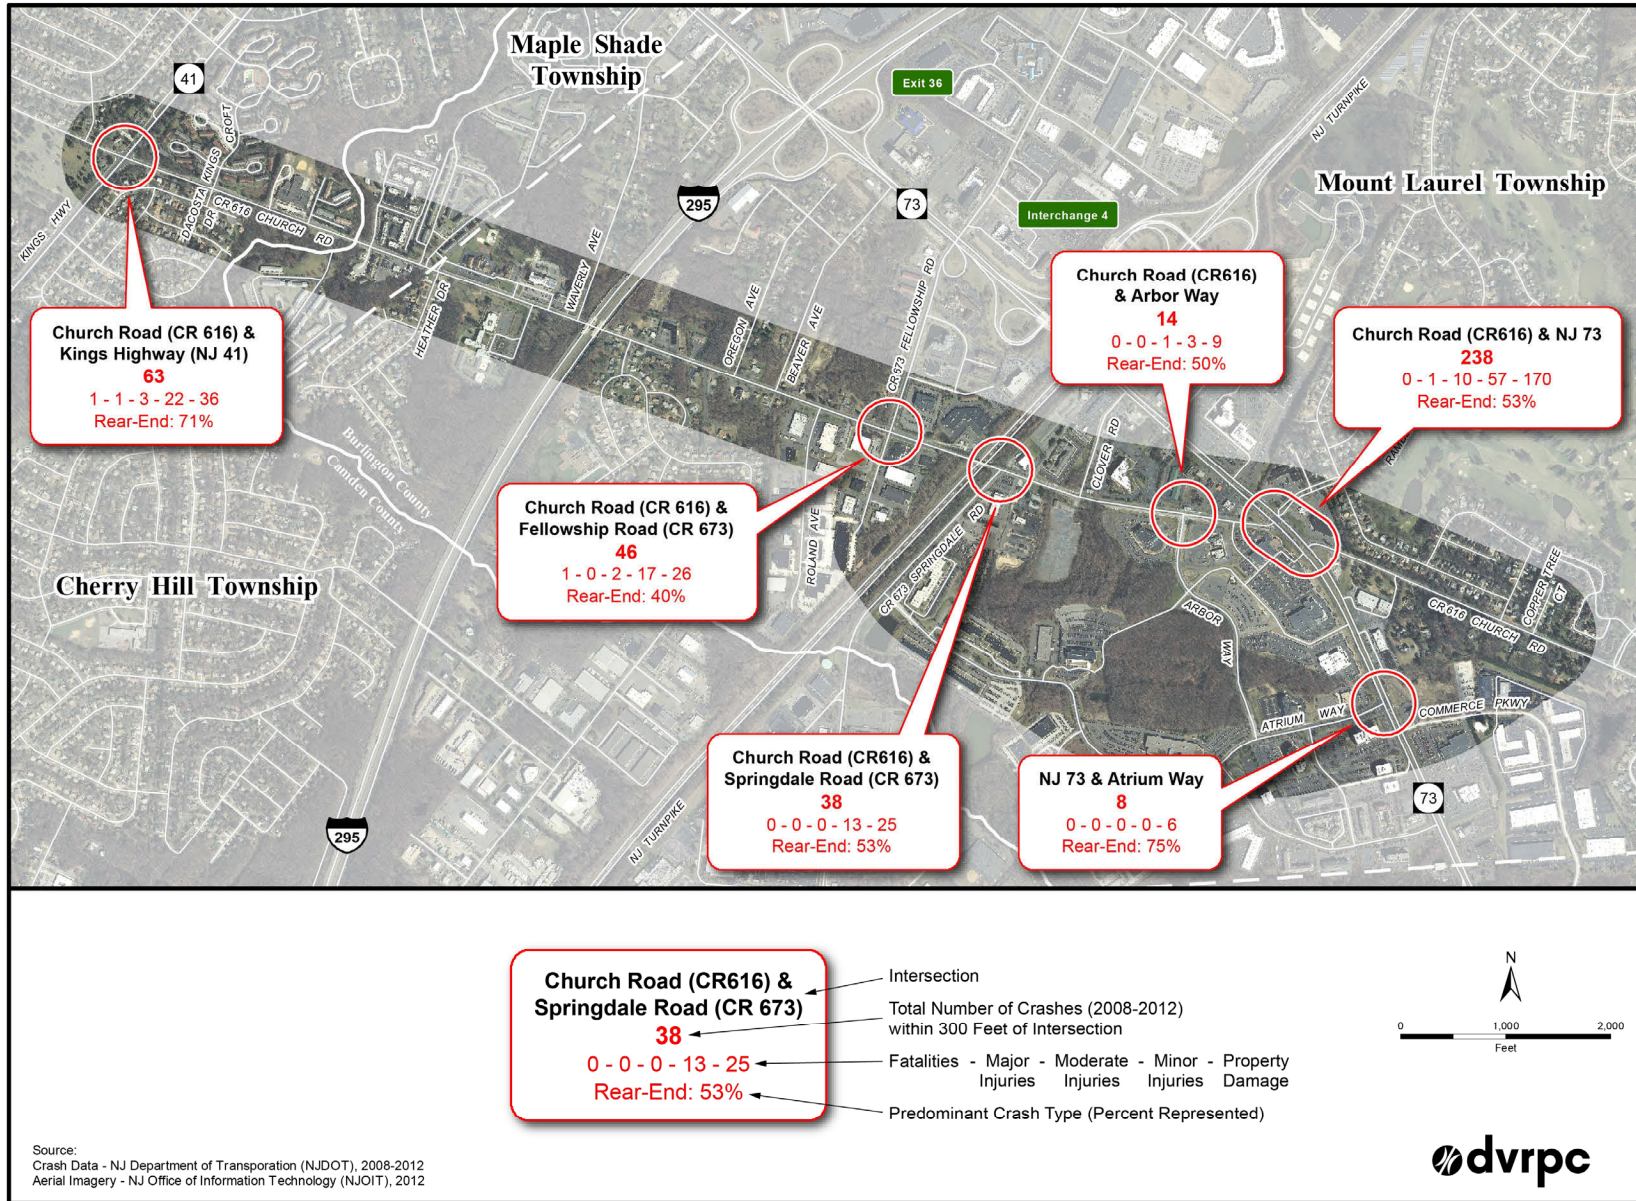 Maple Shade
Township
41
Exit 36
NJ TURNPIKE
Mount Laurel Township
295
73
Interchange 4
KINGS HWY
DACOSTA
DR
KINGS CROFT
CR 616 CHURCH RD
HEATHER DR
WAVERLY AVE
OREGON AVE
BEAVER AVE
CR 673 FELLOWSHIP RD
Church Road (CR616)
& Arbor Way
14
0 - 0 - 1 - 3 - 9
Rear-End: 50%
Church Road (CR616) & NJ 73
238
0 - 1 - 10 - 57 - 170
Rear-End: 53%
Church Road (CR 616) &
Kings Highway (NJ 41)
63
1 - 1 - 3 - 22 - 36
Rear-End: 71%
Burlington County
Camden County
CLOVER RD
Church Road (CR 616) &
Fellowship Road (CR 673)
46
1 - 0 - 2 - 17 - 26
Rear-End: 40%
ROLAND AVE
CR 673 SPRINGDALE RD
Cherry Hill Township
ARBOR
WAY
COPPER TREE
CT
CR 616 CHURCH RD
ATRIUM WAY
COMMERCE PKWY
Church Road (CR616) &
Springdale Road (CR 673)
38
0 - 0 - 0 - 13 - 25
Rear-End: 53%
NJ 73 & Atrium Way
8
0 - 0 - 0 - 0 - 6
Rear-End: 75%
73
295
NJ TURNPIKE
Church Road (CR616) &
Springdale Road (CR 673)
38
0 - 0 - 0 - 13 - 25
Rear-End: 53%
Intersection
Total Number of Crashes (2008-2012)
within 300 Feet of Intersection
Fatalities - Major - Moderate - Minor - Property
Injuries Injuries Injuries Damage
Predominant Crash Type (Percent Represented)
N
0 1,000 2,000
Feet
Source:
Crash Data - NJ Department of Transporation (NJDOT), 2008-2012
Aerial Imagery - NJ Office of Information Technology (NJOIT), 2012
dvrpc